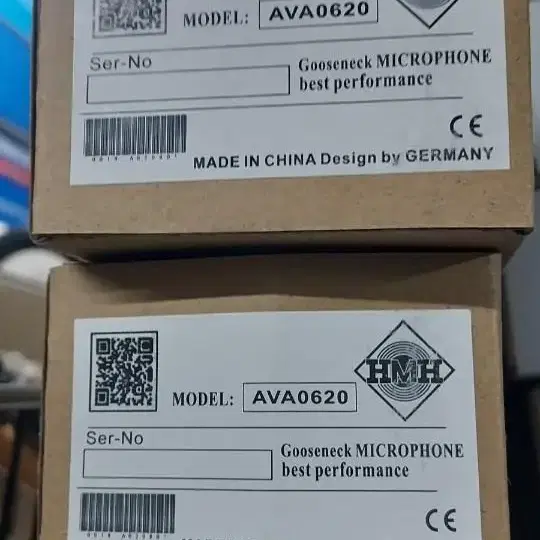 MODEL: AVA0620
Ser-No
Gooseneck MICROPHONE
best performance
CE
MADE IN CHINA Design by GERMANY
HMH
MODEL: AVA0620
Ser-No
Gooseneck MICROPHONE
best performance
CE